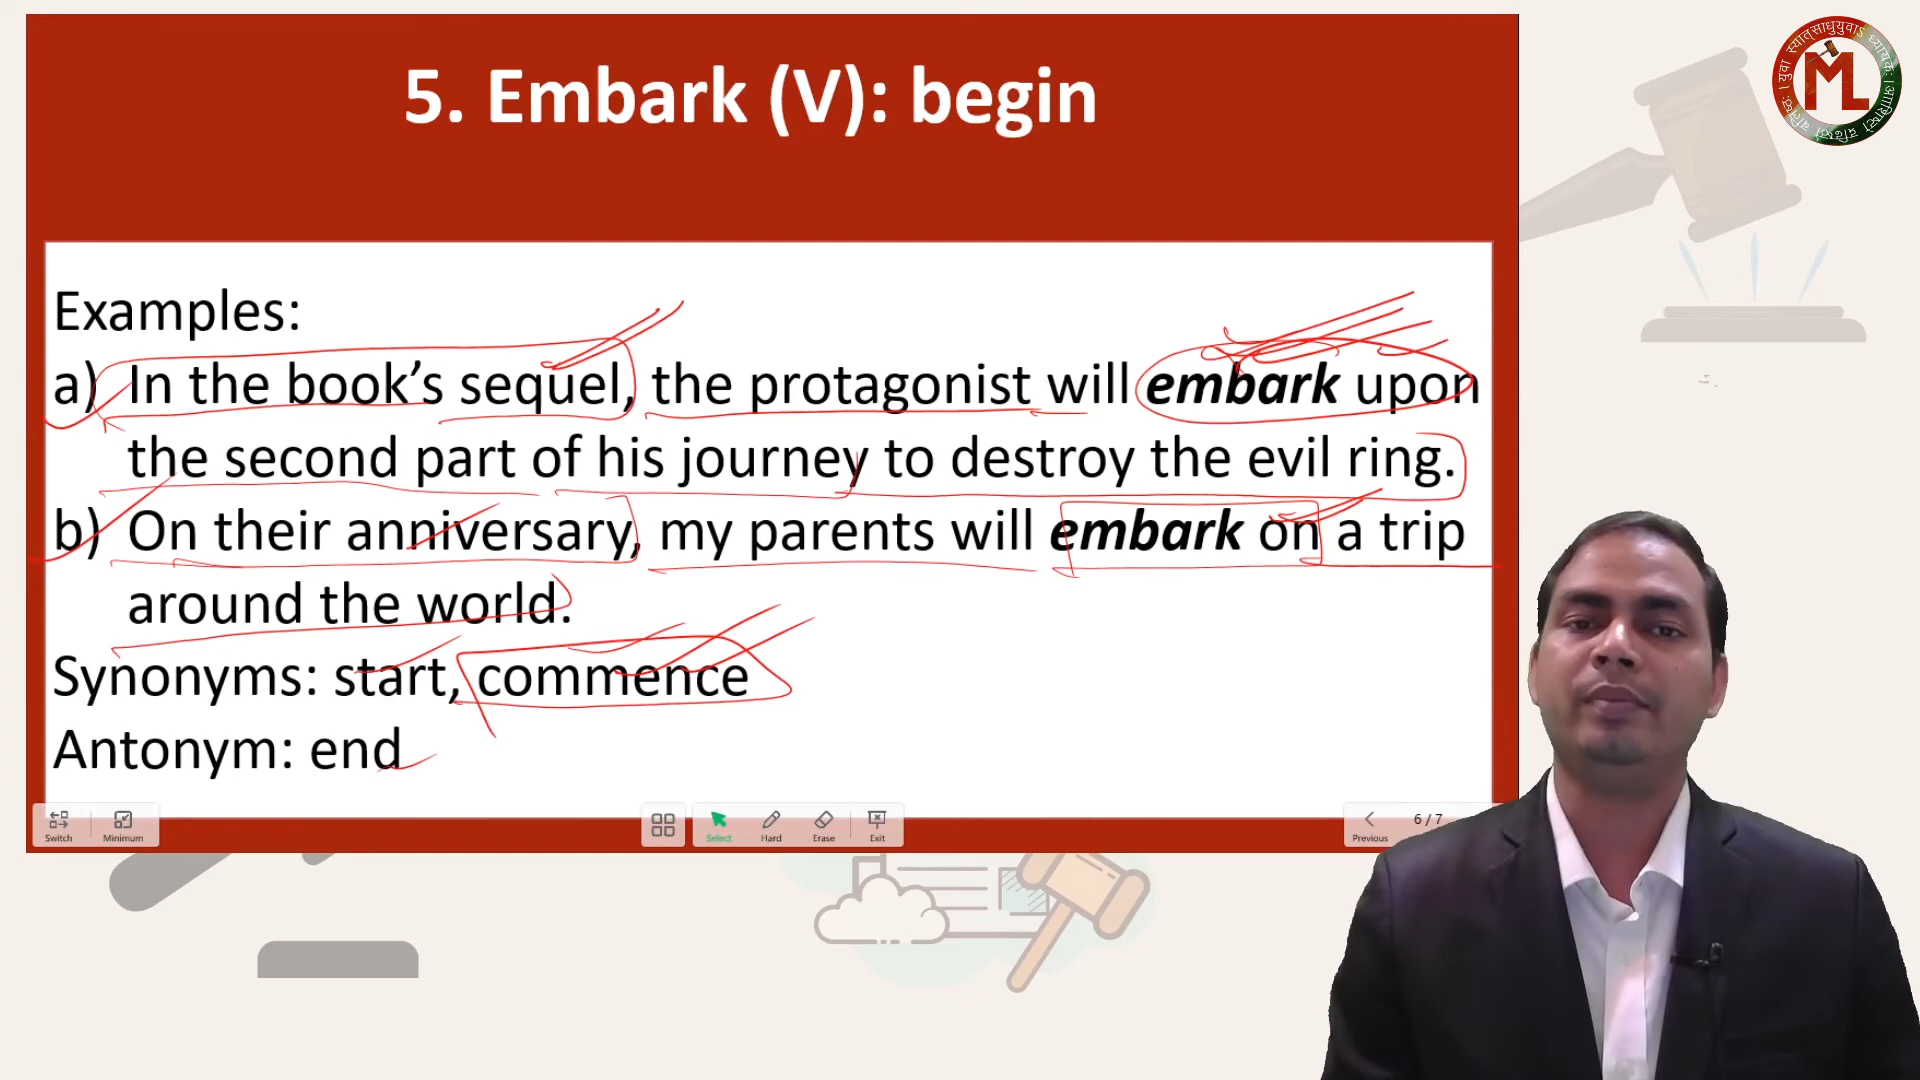 5. Embark (V): begin
Examples:
a) In the book’s sequel, the protagonist will embark upon
the second part of his journey to destroy the evil ring.
b) On their anniversary, my parents will embark on a trip
around the world.
Synonyms: start, commence
Antonym: end
Switch
Minimum
Select
Hard
Erase
Exit
Previous
6 / 7
ML